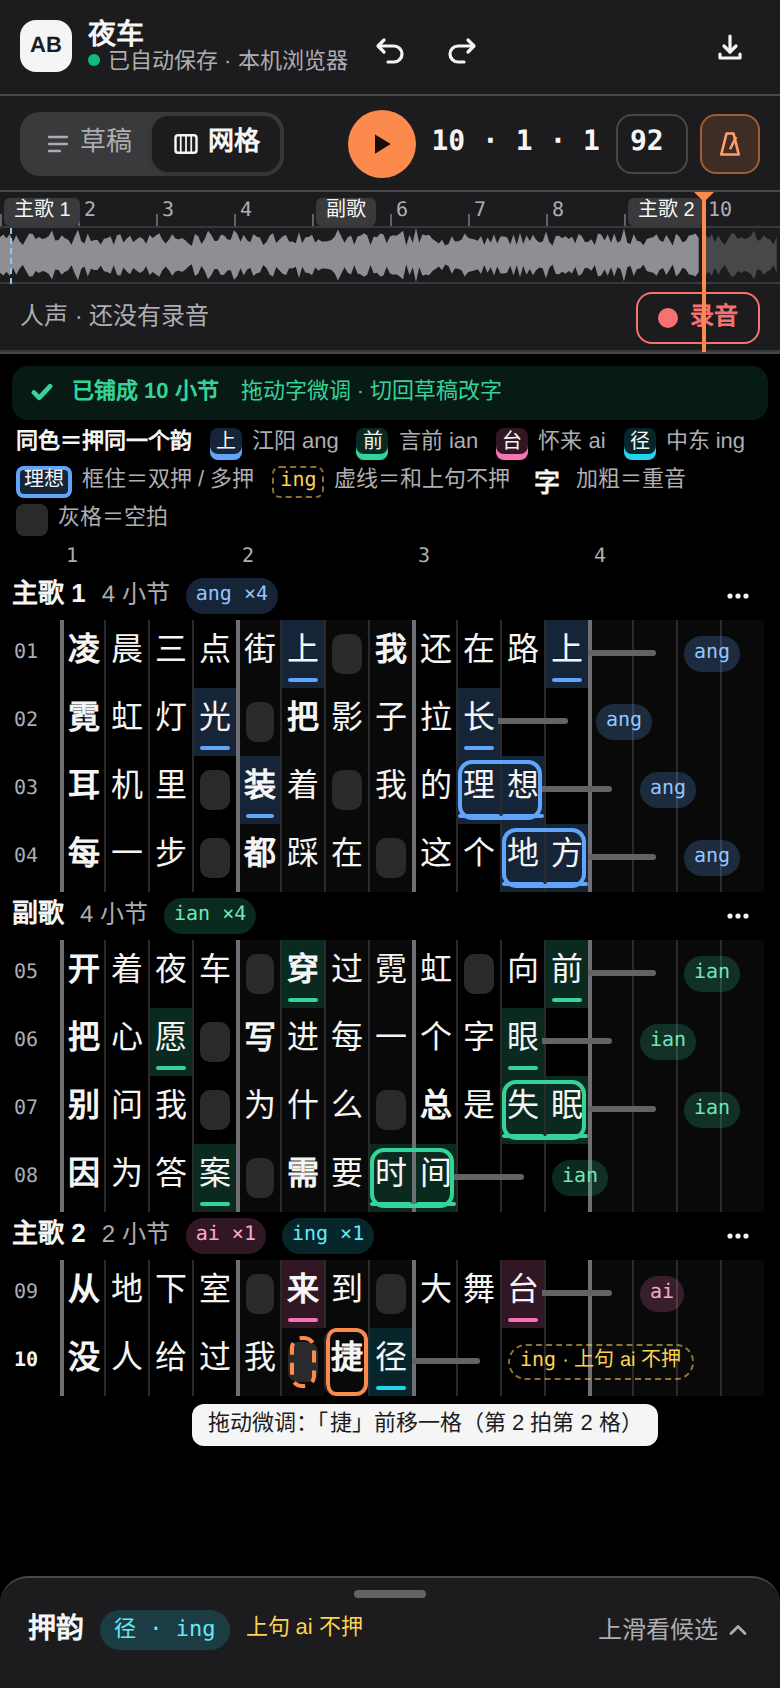 AB 夜车
已自动保存 · 本机浏览器
草稿 网格 10 · 1 · 1 92
主歌 1 2 3 4 副歌 6 7 8 主歌 2 10
人声 · 还没有录音 录音
已铺成 10 小节 拖动字微调 · 切回草稿改字
同色＝押同一个韵 上 江阳 ang 前 言前 ian 台 怀来 ai 径 中东 ing
理想 框住＝双押 / 多押 ing 虚线＝和上句不押 字 加粗＝重音
灰格＝空拍
1 2 3 4
主歌 1 4 小节 ang ×4
01 凌晨三点街上 我还在路上 ang
02 霓虹灯光 把影子拉长 ang
03 耳机里 装着 我的理想 ang
04 每一步 都踩在 这个地方 ang
副歌 4 小节 ian ×4
05 开着夜车 穿过霓虹 向前 ian
06 把心愿 写进每一个字眼 ian
07 别问我 为什么 总是失眠 ian
08 因为答案 需要时间 ian
主歌 2 2 小节 ai ×1 ing ×1
09 从地下室 来到 大舞台 ai
10 没人给过我 捷径 ing · 上句 ai 不押
拖动微调：「捷」前移一格（第 2 拍第 2 格）
押韵 径 · ing 上句 ai 不押 上滑看候选